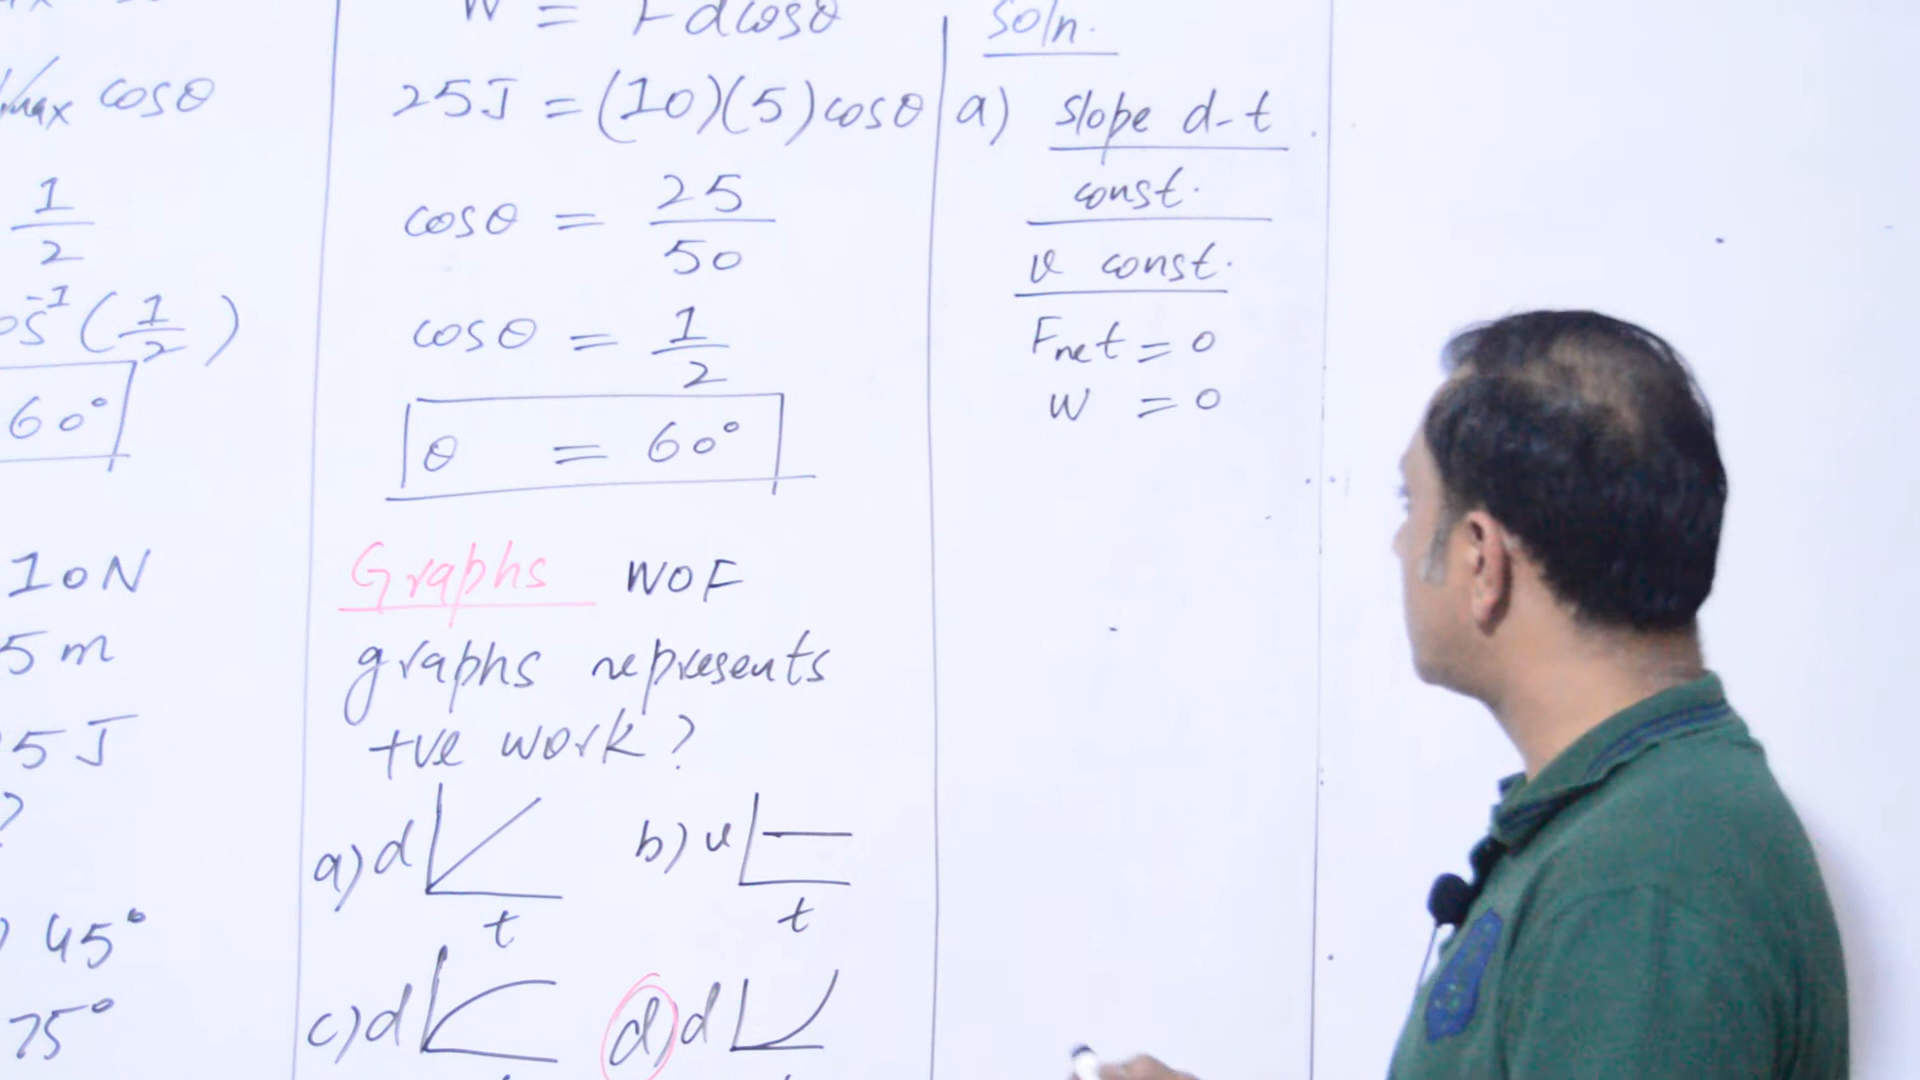 max cosθ
1
2
cos⁻¹(1/2)
60°
10N
5m
5J
?
45°
75°
W = Fdcosθ
25J = (10)(5)cosθ
cosθ = 25/50
cosθ = 1/2
θ = 60°
Graphs WOF
graphs represents
+ve work?
a) d t
b) v t
c) d
d) d
Soln.
a) slope d-t
const.
v const.
Fnet = 0
W = 0